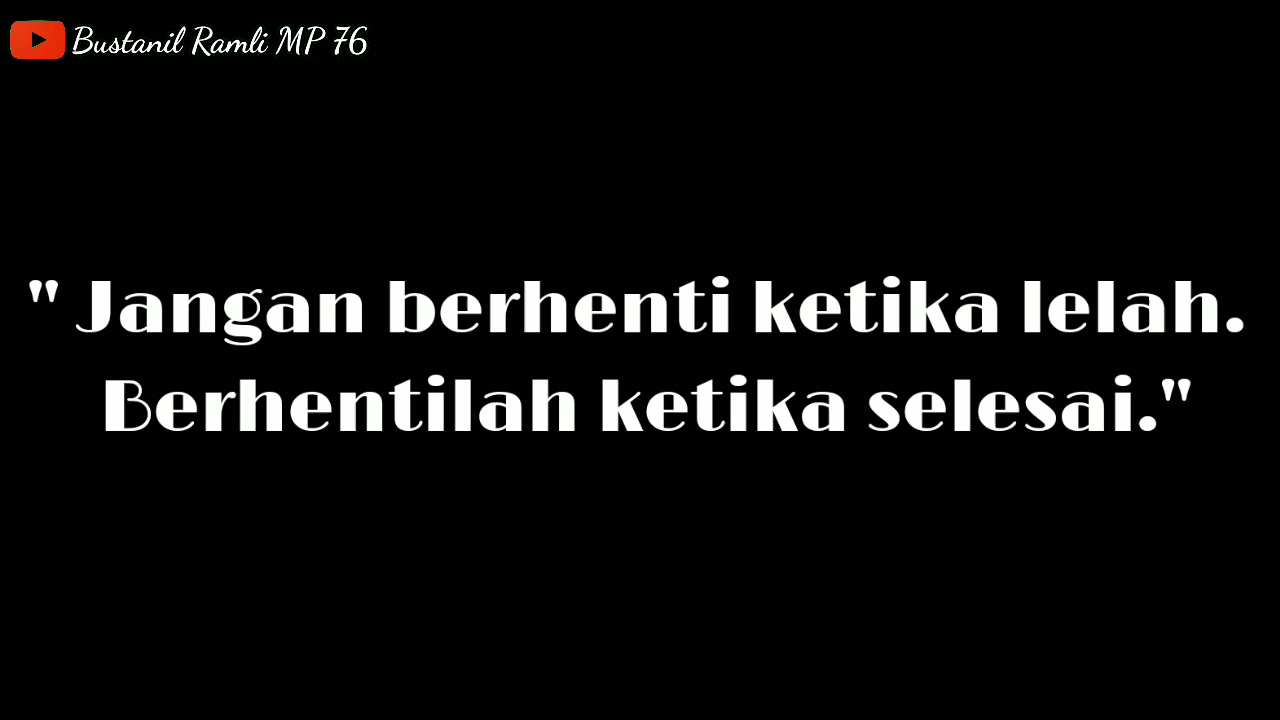 Bustanil Ramli MP 76
" Jangan berhenti ketika lelah.
Berhentilah ketika selesai."